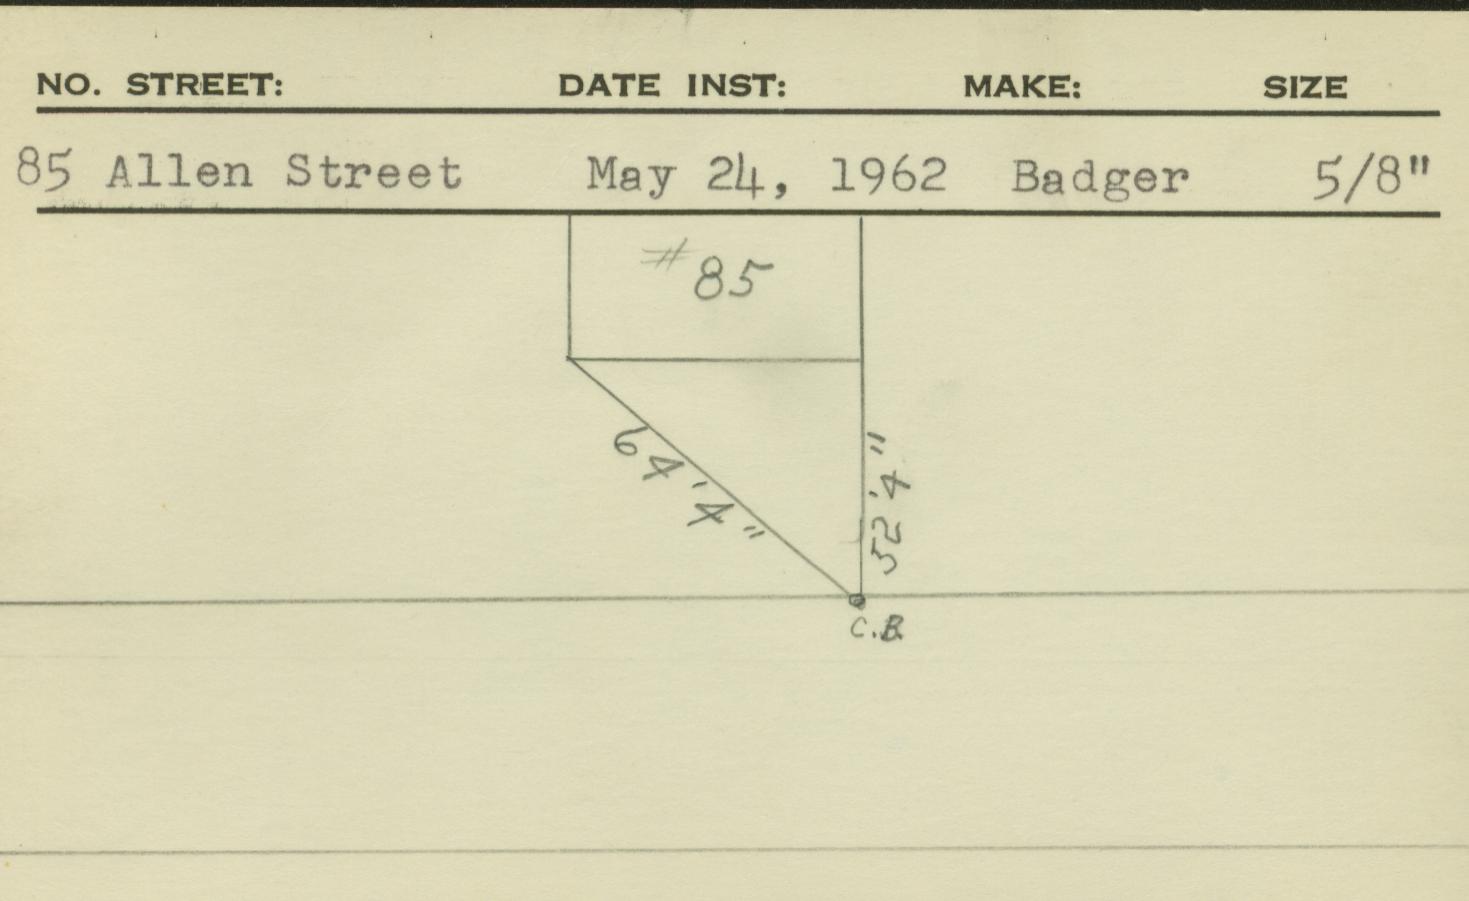 NO. STREET: DATE INST: MAKE: SIZE
85 Allen Street May 24, 1962 Badger 5/8"
#85
64'4"
52'4"
C.B.